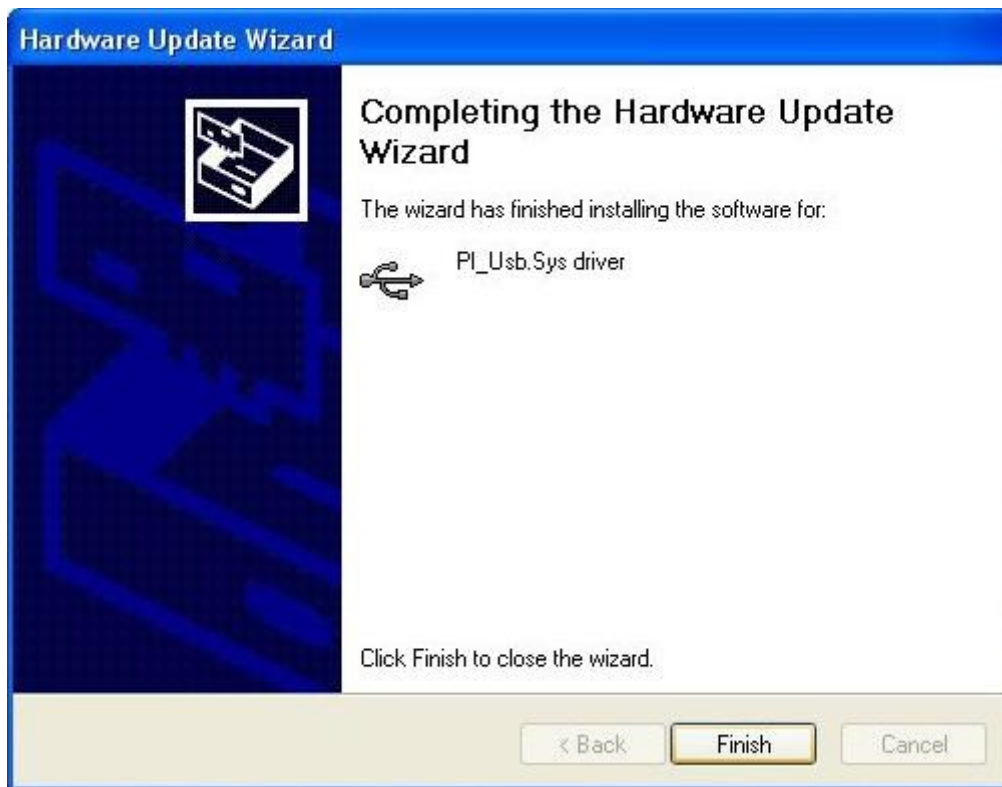 Hardware Update Wizard
Completing the Hardware Update
Wizard
The wizard has finished installing the software for:
PI_Usb.Sys driver
Click Finish to close the wizard.
< Back
Finish
Cancel